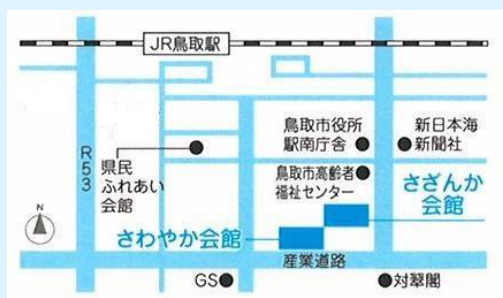 JR鳥取駅
鳥取市役所
駅南庁舎
新日本海
新聞社
R53
県民
ふれあい
会館
鳥取市高齢者
福祉センター
さざんか
会館
N
さわやか会館
産業道路
GS
対翠閣